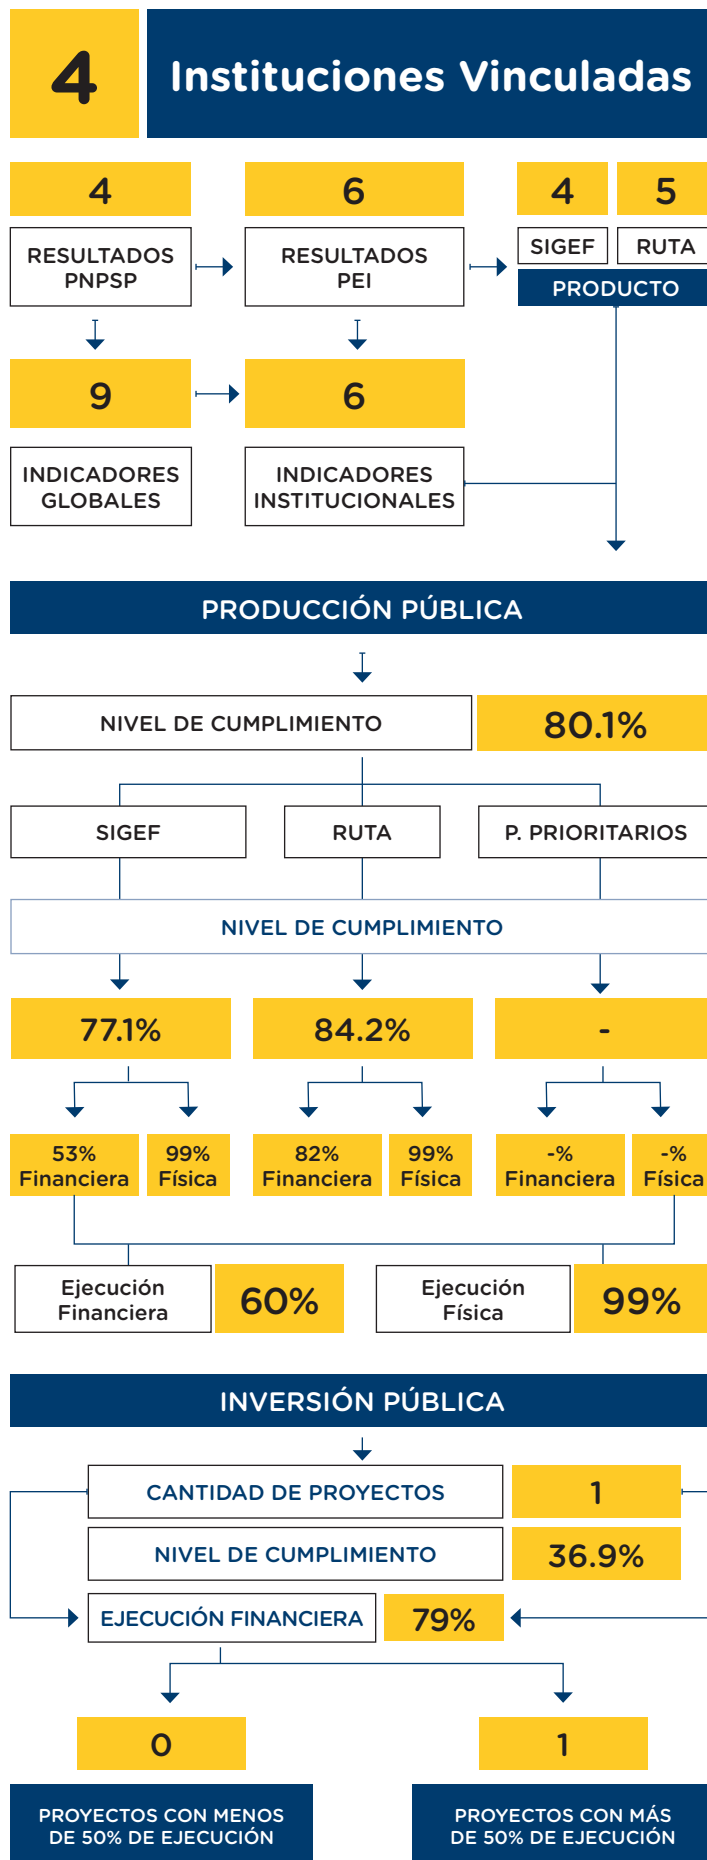 4
Instituciones Vinculadas
4
6
4
5
RESULTADOS
PNPSP
RESULTADOS
PEI
SIGEF
RUTA
PRODUCTO
9
6
INDICADORES
GLOBALES
INDICADORES
INSTITUCIONALES
PRODUCCIÓN PÚBLICA
NIVEL DE CUMPLIMIENTO
80.1%
SIGEF
RUTA
P. PRIORITARIOS
NIVEL DE CUMPLIMIENTO
77.1%
84.2%
-
53%
Financiera
99%
Física
82%
Financiera
99%
Física
-%
Financiera
-%
Física
Ejecución
Financiera
60%
Ejecución
Física
99%
INVERSIÓN PÚBLICA
CANTIDAD DE PROYECTOS
1
NIVEL DE CUMPLIMIENTO
36.9%
EJECUCIÓN FINANCIERA
79%
0
1
PROYECTOS CON MENOS
DE 50% DE EJECUCIÓN
PROYECTOS CON MÁS
DE 50% DE EJECUCIÓN